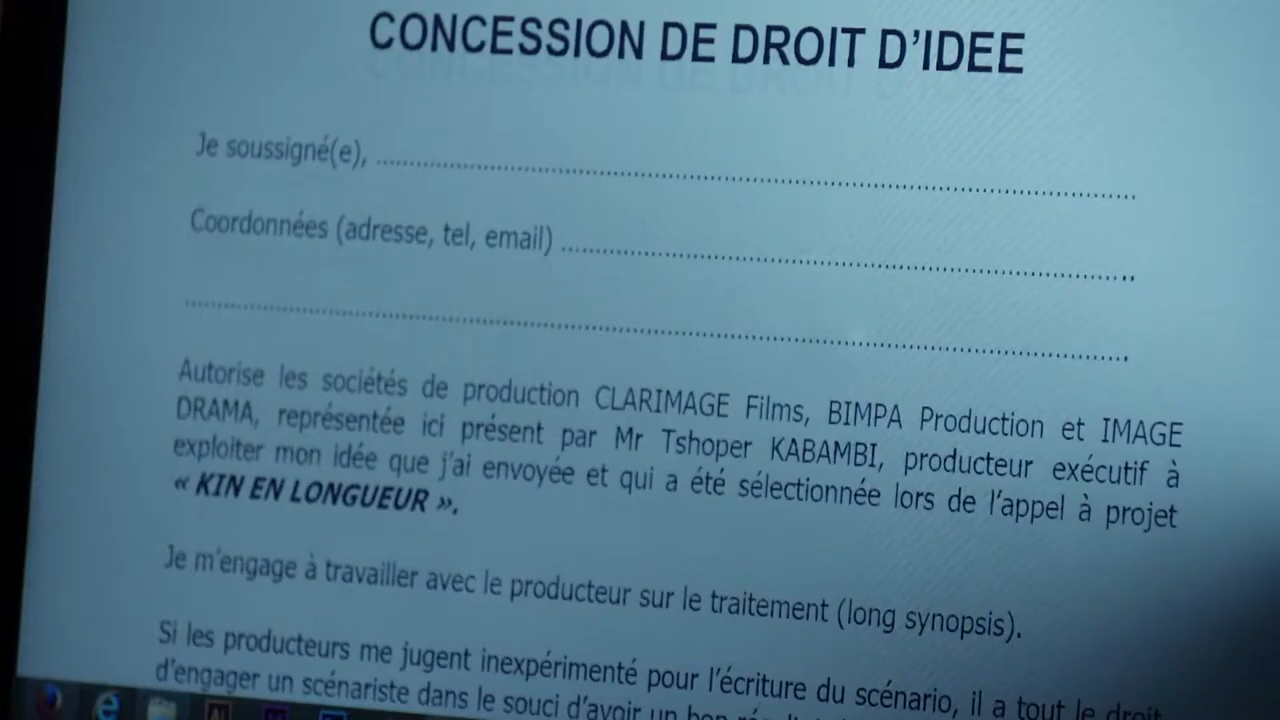 CONCESSION DE DROIT D’IDEE
Je soussigné(e), ..........................................................................................
Coordonnées (adresse, tel, email) ....................................................................
..............................................................................................................
Autorise les sociétés de production CLARIMAGE Films, BIMPA Production et IMAGE
DRAMA, représentée ici présent par Mr Tshoper KABAMBI, producteur exécutif à
exploiter mon idée que j’ai envoyée et qui a été sélectionnée lors de l’appel à projet
« KIN EN LONGUEUR ».
Je m’engage à travailler avec le producteur sur le traitement (long synopsis).
Si les producteurs me jugent inexpérimenté pour l’écriture du scénario, il a tout le droit
d’engager un scénariste dans le souci d’avoir un bon